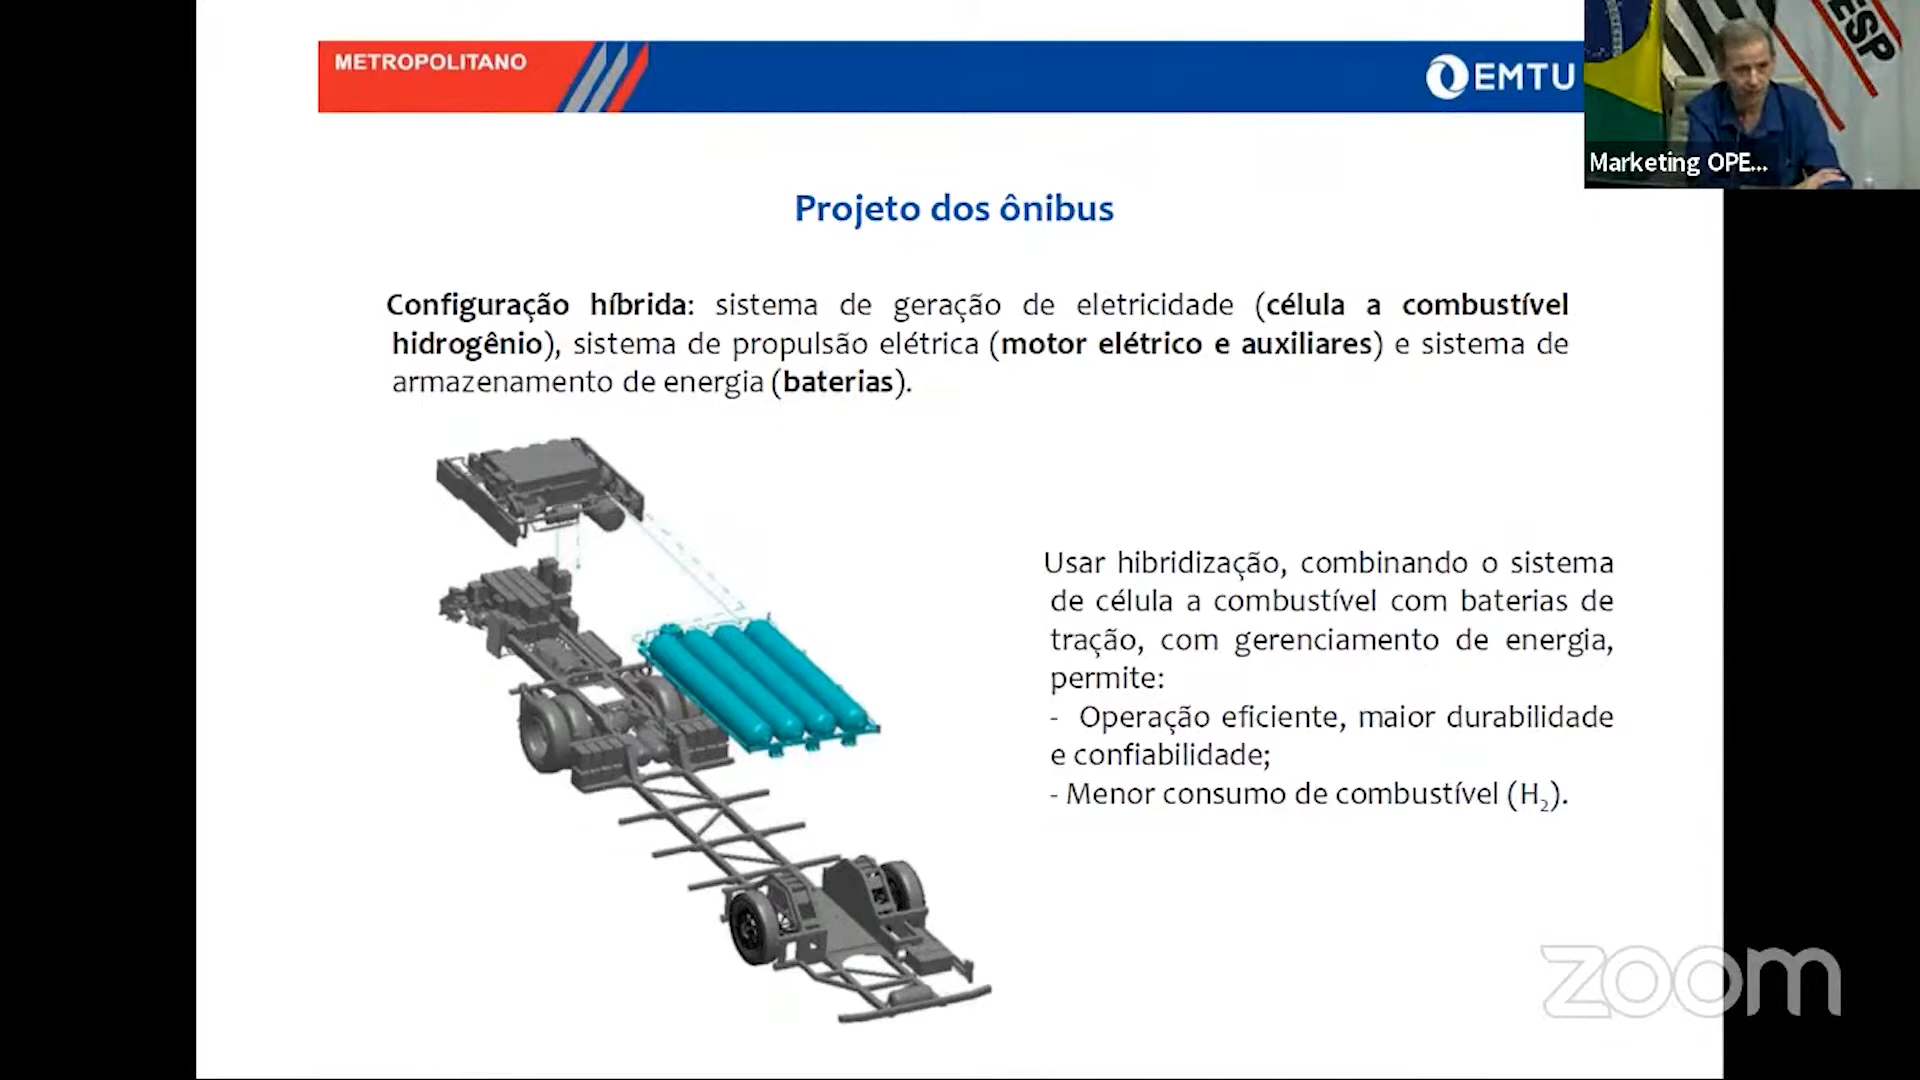 METROPOLITANO
EMTU
ESP
Marketing OPE...
Projeto dos ônibus
Configuração híbrida: sistema de geração de eletricidade (célula a combustível
hidrogênio), sistema de propulsão elétrica (motor elétrico e auxiliares) e sistema de
armazenamento de energia (baterias).
Usar hibridização, combinando o sistema
de célula a combustível com baterias de
tração, com gerenciamento de energia,
permite:
- Operação eficiente, maior durabilidade
e confiabilidade;
- Menor consumo de combustível (H₂).
zoom